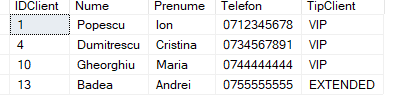 IDClient Nume Prenume Telefon TipClient
1 Popescu Ion 0712345678 VIP
4 Dumitrescu Cristina 0734567891 VIP
10 Gheorghiu Maria 0744444444 VIP
13 Badea Andrei 0755555555 EXTENDED